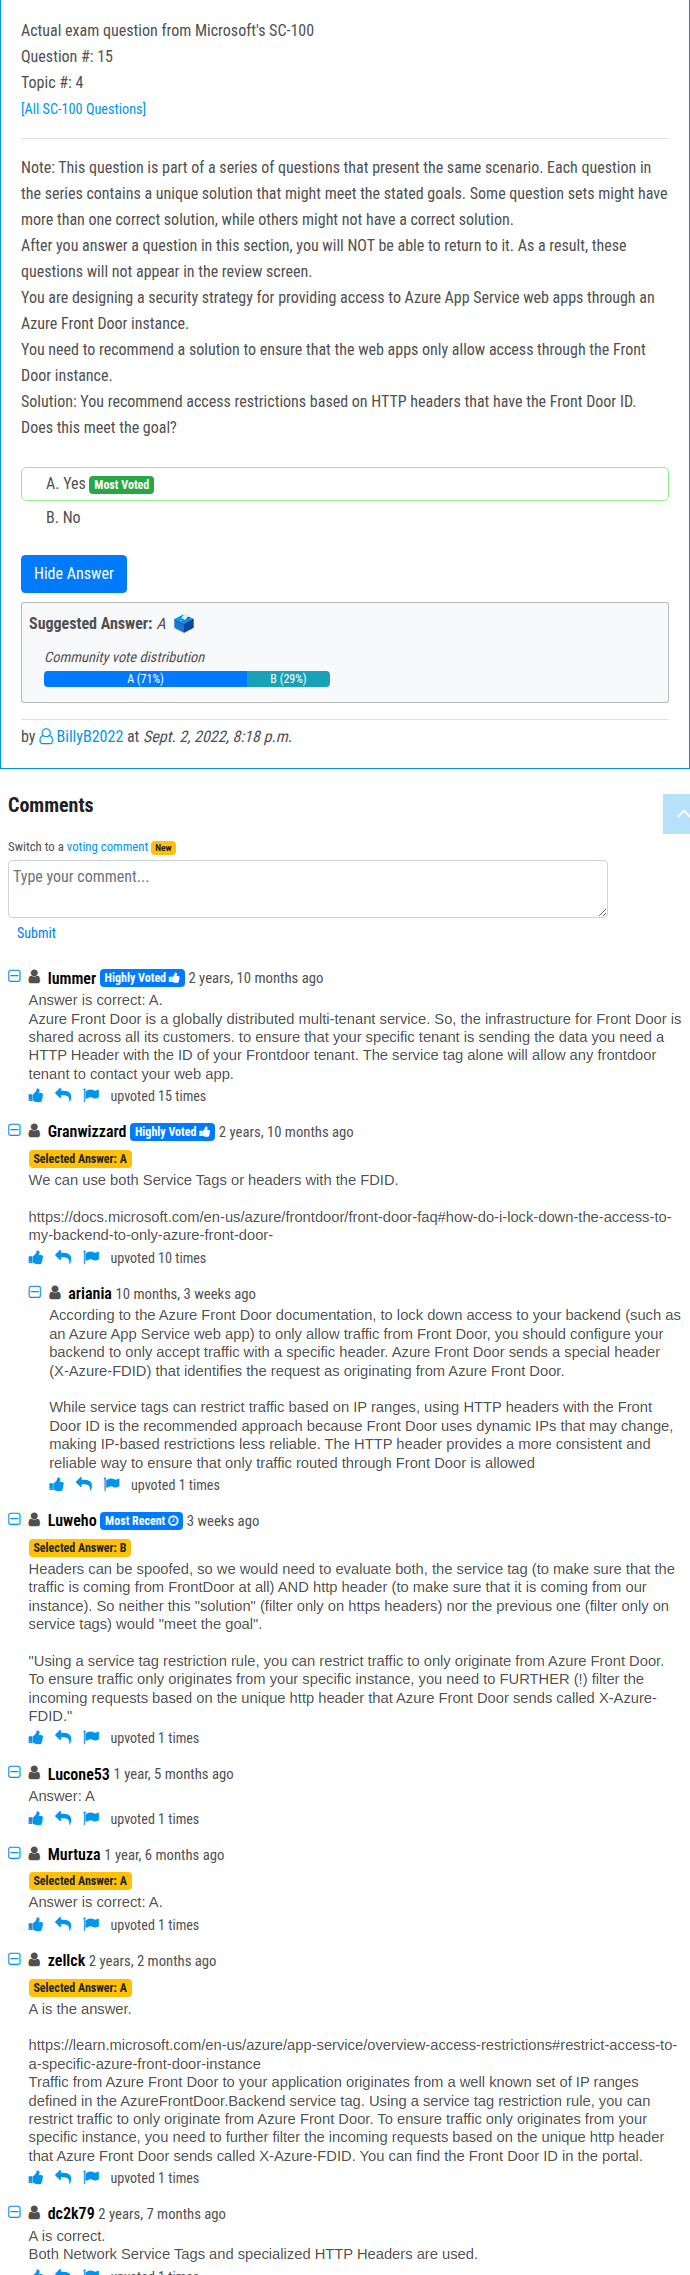 Actual exam question from Microsoft's SC-100
Question #: 15
Topic #: 4
[All SC-100 Questions]
Note: This question is part of a series of questions that present the same scenario. Each question in
the series contains a unique solution that might meet the stated goals. Some question sets might have
more than one correct solution, while others might not have a correct solution.
After you answer a question in this section, you will NOT be able to return to it. As a result, these
questions will not appear in the review screen.
You are designing a security strategy for providing access to Azure App Service web apps through an
Azure Front Door instance.
You need to recommend a solution to ensure that the web apps only allow access through the Front
Door instance.
Solution: You recommend access restrictions based on HTTP headers that have the Front Door ID.
Does this meet the goal?
A. Yes Most Voted
B. No
Hide Answer
Suggested Answer: A
Community vote distribution
A (71%) B (29%)
by BillyB2022 at Sept. 2, 2022, 8:18 p.m.
Comments
Switch to a voting comment New
Type your comment...
Submit
lummer Highly Voted 2 years, 10 months ago
Answer is correct: A.
Azure Front Door is a globally distributed multi-tenant service. So, the infrastructure for Front Door is
shared across all its customers. to ensure that your specific tenant is sending the data you need a
HTTP Header with the ID of your Frontdoor tenant. The service tag alone will allow any frontdoor
tenant to contact your web app.
upvoted 15 times
Granwizzard Highly Voted 2 years, 10 months ago
Selected Answer: A
We can use both Service Tags or headers with the FDID.
https://docs.microsoft.com/en-us/azure/frontdoor/front-door-faq#how-do-i-lock-down-the-access-to-
my-backend-to-only-azure-front-door-
upvoted 10 times
ariania 10 months, 3 weeks ago
According to the Azure Front Door documentation, to lock down access to your backend (such as
an Azure App Service web app) to only allow traffic from Front Door, you should configure your
backend to only accept traffic with a specific header. Azure Front Door sends a special header
(X-Azure-FDID) that identifies the request as originating from Azure Front Door.
While service tags can restrict traffic based on IP ranges, using HTTP headers with the Front
Door ID is the recommended approach because Front Door uses dynamic IPs that may change,
making IP-based restrictions less reliable. The HTTP header provides a more consistent and
reliable way to ensure that only traffic routed through Front Door is allowed
upvoted 1 times
Luweho Most Recent 3 weeks ago
Selected Answer: B
Headers can be spoofed, so we would need to evaluate both, the service tag (to make sure that the
traffic is coming from FrontDoor at all) AND http header (to make sure that it is coming from our
instance). So neither this "solution" (filter only on https headers) nor the previous one (filter only on
service tags) would "meet the goal".
"Using a service tag restriction rule, you can restrict traffic to only originate from Azure Front Door.
To ensure traffic only originates from your specific instance, you need to FURTHER (!) filter the
incoming requests based on the unique http header that Azure Front Door sends called X-Azure-
FDID."
upvoted 1 times
Lucone53 1 year, 5 months ago
Answer: A
upvoted 1 times
Murtuza 1 year, 6 months ago
Selected Answer: A
Answer is correct: A.
upvoted 1 times
zellck 2 years, 2 months ago
Selected Answer: A
A is the answer.
https://learn.microsoft.com/en-us/azure/app-service/overview-access-restrictions#restrict-access-to-
a-specific-azure-front-door-instance
Traffic from Azure Front Door to your application originates from a well known set of IP ranges
defined in the AzureFrontDoor.Backend service tag. Using a service tag restriction rule, you can
restrict traffic to only originate from Azure Front Door. To ensure traffic only originates from your
specific instance, you need to further filter the incoming requests based on the unique http header
that Azure Front Door sends called X-Azure-FDID. You can find the Front Door ID in the portal.
upvoted 1 times
dc2k79 2 years, 7 months ago
A is correct.
Both Network Service Tags and specialized HTTP Headers are used.